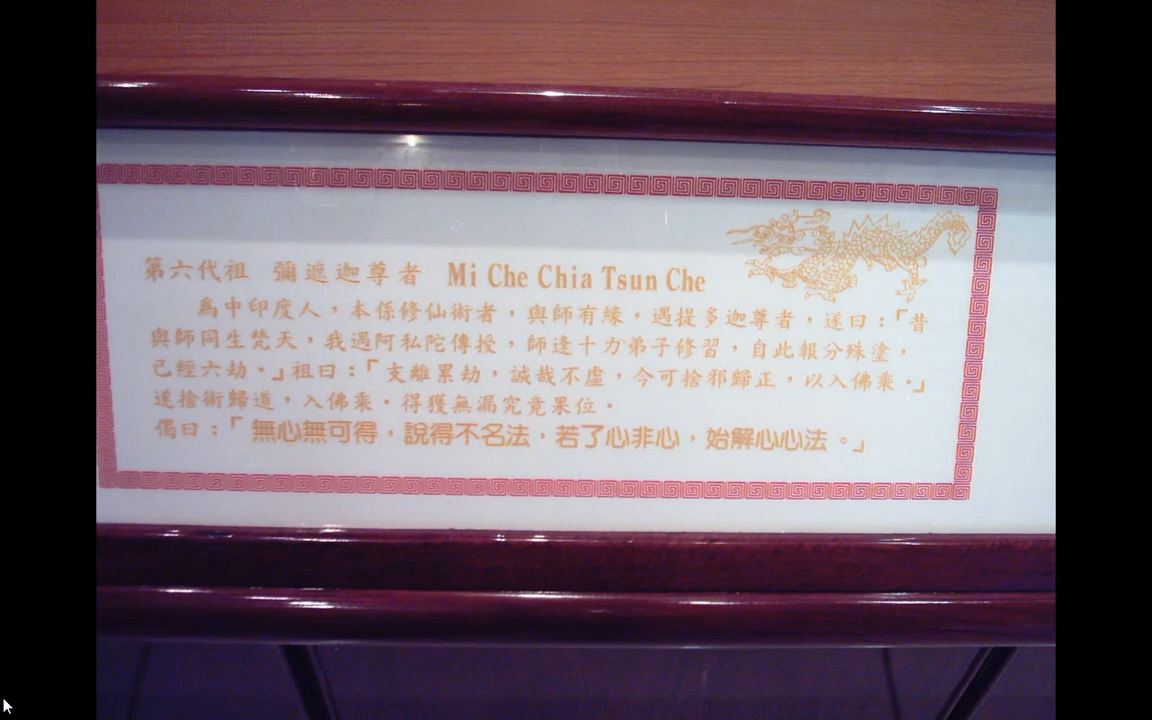 第六代祖 彌遮迦尊者 Mi Che Chia Tsun Che
為中印度人，本係修仙術者，與師有緣，遇提多迦尊者，遂曰：「昔
與師同生梵天，我遇阿私陀傳授，師逢十力弟子修習，自此報分殊塗，
已經六劫。」祖曰：「支離累劫，誠哉不虛，今可捨邪歸正，以入佛乘。」
遂捨術歸道，入佛乘。得獲無漏究竟果位。
偈曰：「無心無可得，說得不名法，若了心非心，始解心心法。」